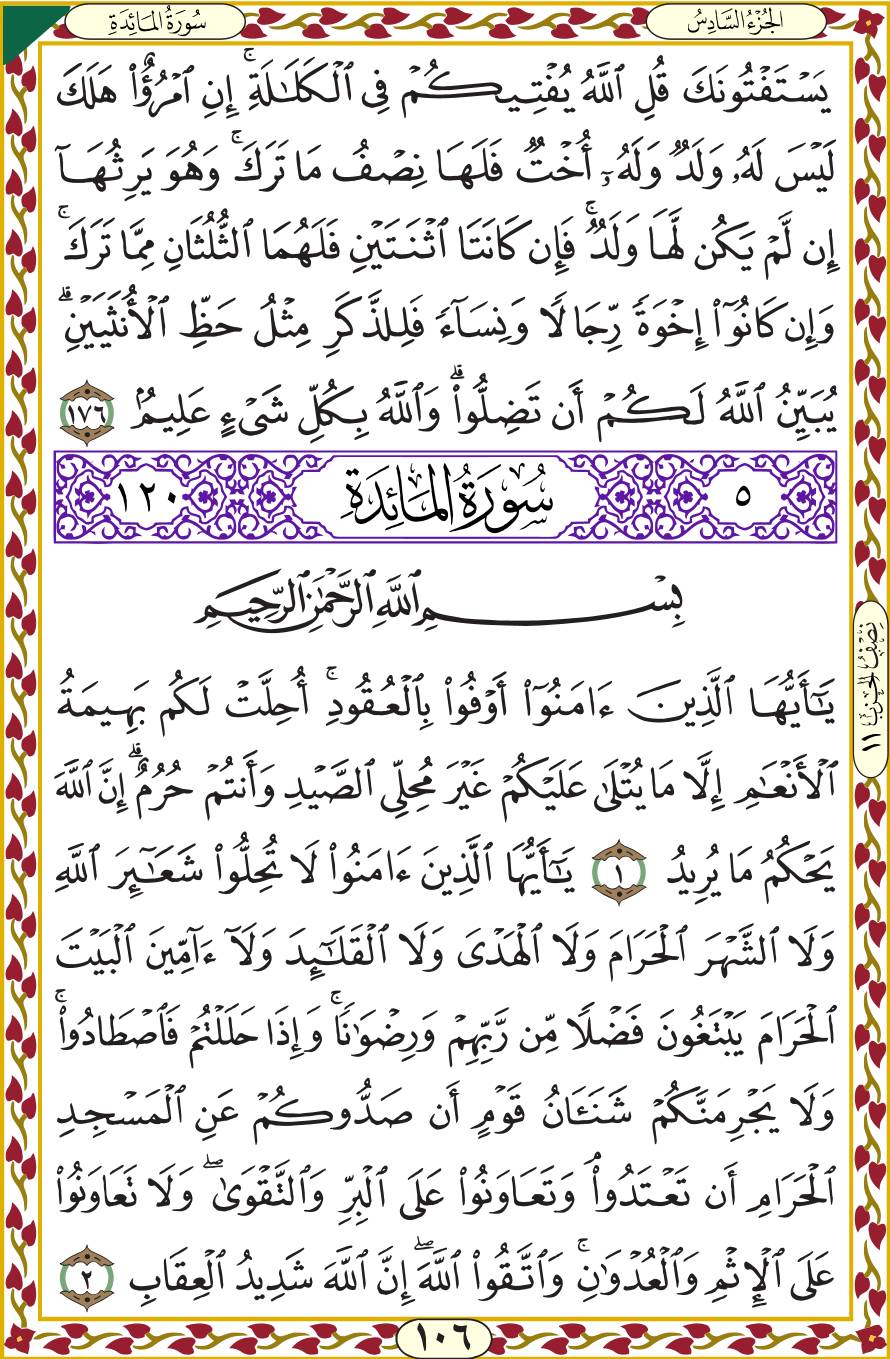 الجُزْءُ السَّادِسُ
سُورَةُ المَائِدَةِ
يَسْتَفْتُونَكَ قُلِ ٱللَّهُ يُفْتِيكُمْ فِى ٱلْكَلَـٰلَةِ ۚ إِنِ ٱمْرُؤٌا۟ هَلَكَ
لَيْسَ لَهُۥ وَلَدٌ وَلَهُۥٓ أُخْتٌ فَلَهَا نِصْفُ مَا تَرَكَ ۚ وَهُوَ يَرِثُهَآ
إِن لَّمْ يَكُن لَّهَا وَلَدٌ ۚ فَإِن كَانَتَا ٱثْنَتَيْنِ فَلَهُمَا ٱلثُّلُثَانِ مِمَّا تَرَكَ ۚ
وَإِن كَانُوٓا۟ إِخْوَةً رِّجَالًا وَنِسَآءً فَلِلذَّكَرِ مِثْلُ حَظِّ ٱلْأُنثَيَيْنِ ۗ
يُبَيِّنُ ٱللَّهُ لَكُمْ أَن تَضِلُّوا۟ ۗ وَٱللَّهُ بِكُلِّ شَىْءٍ عَلِيمٌۢ ١٧٦
٥ سُورَةُ المَائِدَةِ ١٢٠
بِسْمِ ٱللَّهِ ٱلرَّحْمَـٰنِ ٱلرَّحِيمِ
يَـٰٓأَيُّهَا ٱلَّذِينَ ءَامَنُوٓا۟ أَوْفُوا۟ بِٱلْعُقُودِ ۚ أُحِلَّتْ لَكُم بَهِيمَةُ
ٱلْأَنْعَـٰمِ إِلَّا مَا يُتْلَىٰ عَلَيْكُمْ غَيْرَ مُحِلِّى ٱلصَّيْدِ وَأَنتُمْ حُرُمٌ ۗ إِنَّ ٱللَّهَ
يَحْكُمُ مَا يُرِيدُ ١ يَـٰٓأَيُّهَا ٱلَّذِينَ ءَامَنُوا۟ لَا تُحِلُّوا۟ شَعَـٰٓئِرَ ٱللَّهِ
وَلَا ٱلشَّهْرَ ٱلْحَرَامَ وَلَا ٱلْهَدْىَ وَلَا ٱلْقَلَـٰٓئِدَ وَلَآ ءَآمِّينَ ٱلْبَيْتَ
ٱلْحَرَامَ يَبْتَغُونَ فَضْلًا مِّن رَّبِّهِمْ وَرِضْوَٰنًا ۚ وَإِذَا حَلَلْتُمْ فَٱصْطَادُوا۟ ۚ
وَلَا يَجْرِمَنَّكُمْ شَنَـَٔانُ قَوْمٍ أَن صَدُّوكُمْ عَنِ ٱلْمَسْجِدِ
ٱلْحَرَامِ أَن تَعْتَدُوا۟ ۘ وَتَعَاوَنُوا۟ عَلَى ٱلْبِرِّ وَٱلتَّقْوَىٰ ۖ وَلَا تَعَاوَنُوا۟
عَلَى ٱلْإِثْمِ وَٱلْعُدْوَٰنِ ۚ وَٱتَّقُوا۟ ٱللَّهَ ۖ إِنَّ ٱللَّهَ شَدِيدُ ٱلْعِقَابِ ٢
نِصْفُ الحِزْبِ ١١
١٠٦